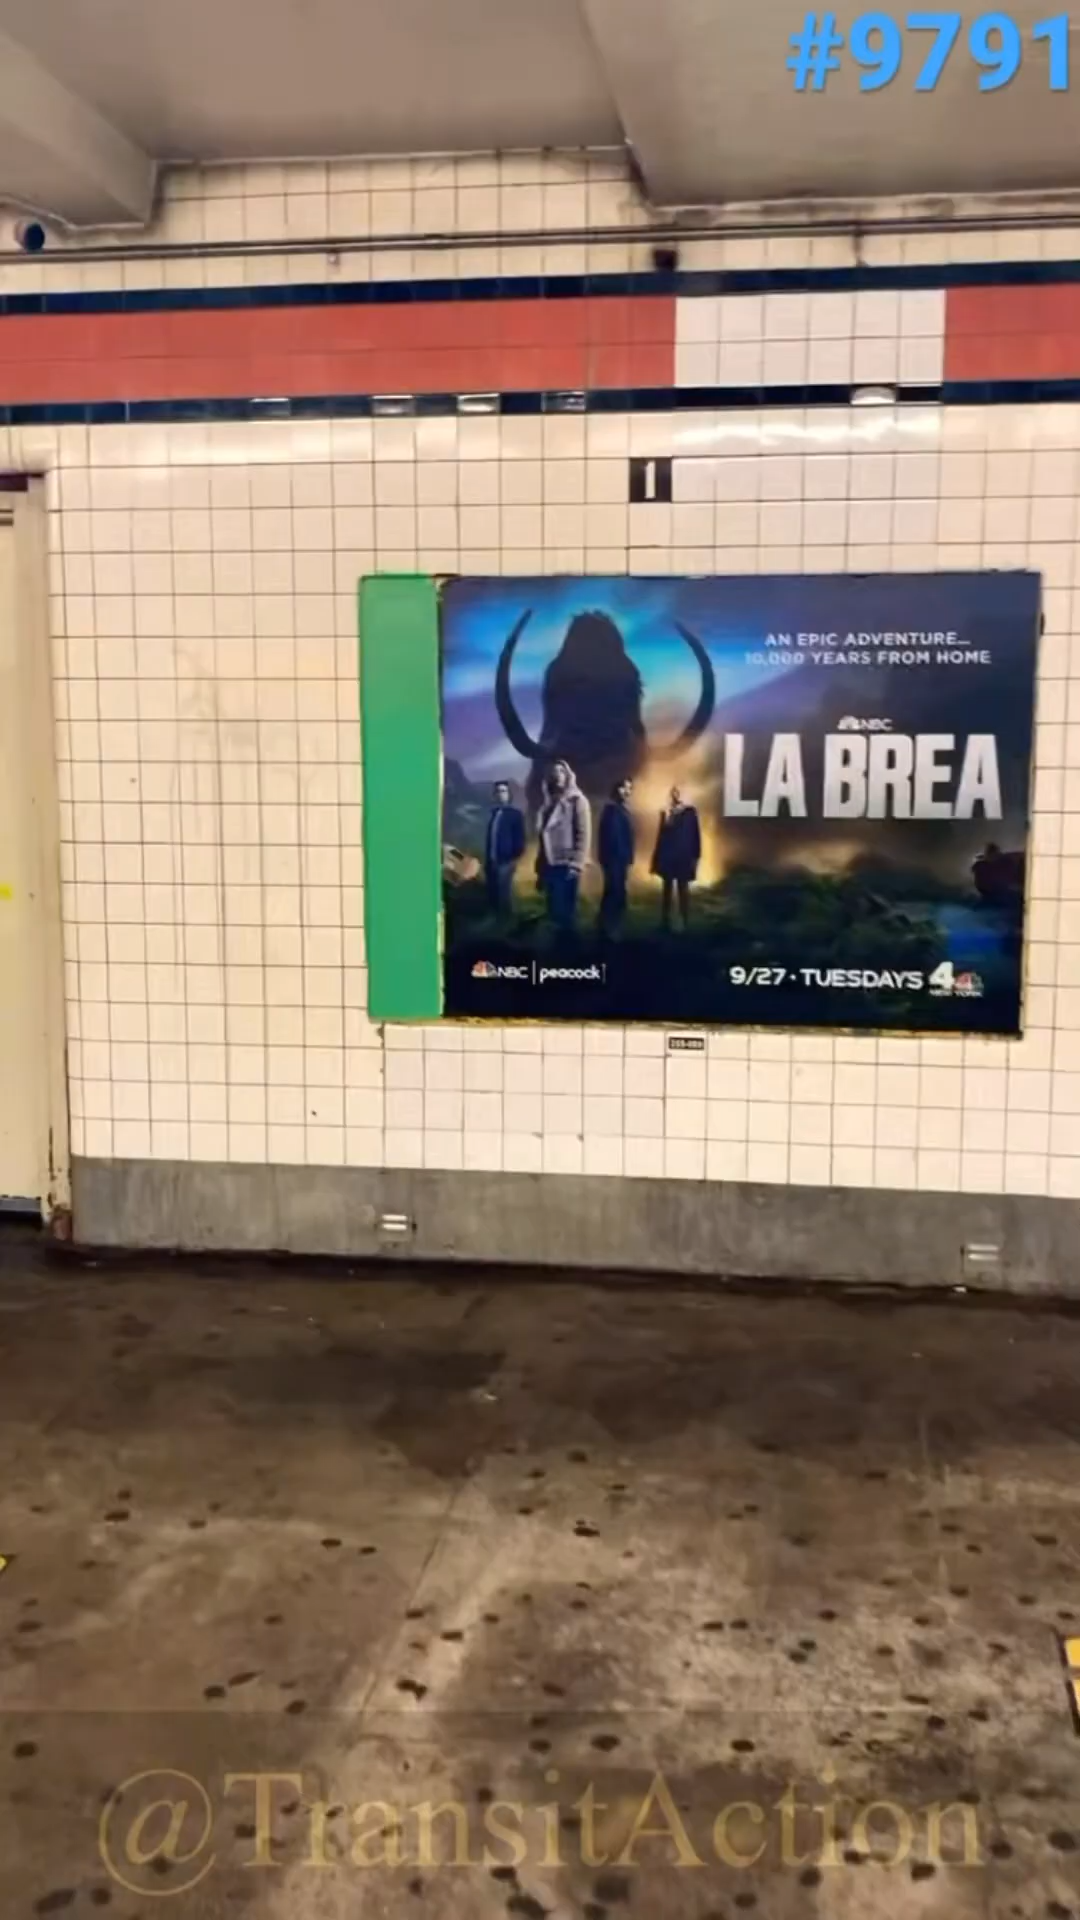 #9791
1
AN EPIC ADVENTURE...
10,000 YEARS FROM HOME
NBC
LA BREA
NBC | peacock
9/27 • TUESDAYS 4
NEW YORK
@TransitAction